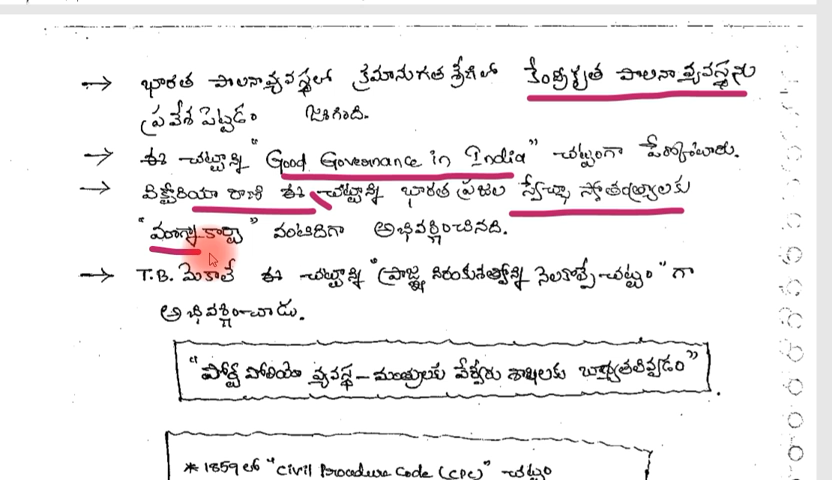 → భారత పాలనా వ్యవస్థలో క్రమానుగత శ్రేణిలో కేంద్రీకృత పాలనా వ్యవస్థను
ప్రవేశ పెట్టడం జరిగింది.
→ ఈ చట్టాన్ని "Good Governance in India" చట్టంగా పేర్కొంటారు.
→ విక్టోరియా రాణి ఈ చట్టాన్ని భారత ప్రజల స్వేచ్ఛా స్వాతంత్ర్యాలకు
"మాగ్నా కార్టా" వంటిదిగా అభివర్ణించినది.
→ T.B. మెకాలే ఈ చట్టాన్ని "ప్రాజ్ఞ నిరంకుశత్వాన్ని నెలకొల్పే చట్టం" గా
అభివర్ణించాడు.
"పోర్ట్ ఫోలియో వ్యవస్థ - మంత్రులకు వేర్వేరు శాఖలకు బాధ్యతలివ్వడం"
* 1859 లో "Civil Procedure Code (CPC)" చట్టం